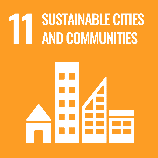 11 SUSTAINABLE CITIES
AND COMMUNITIES